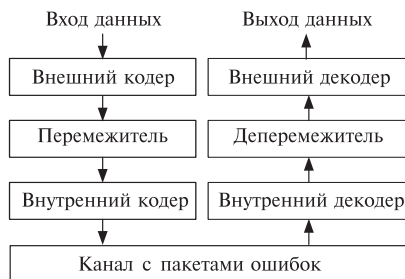 Вход данных
Выход данных
Внешний кодер
Внешний декодер
Перемежитель
Деперемежитель
Внутренний кодер
Внутренний декодер
Канал с пакетами ошибок